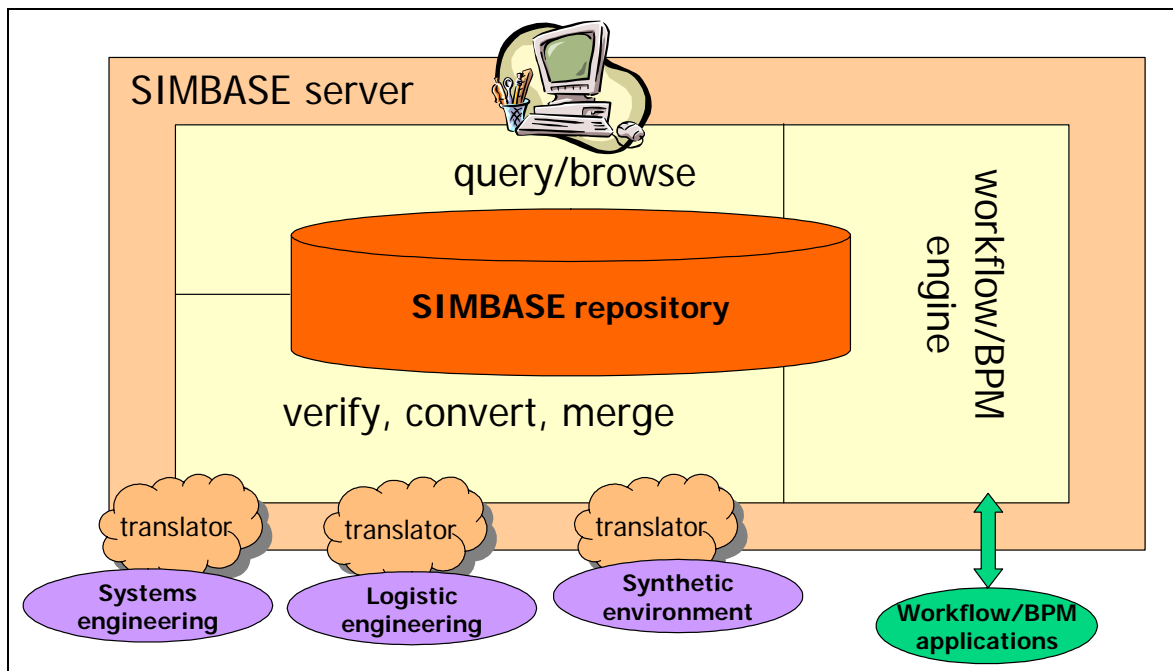 SIMBASE server
query/browse
workflow/BPM
engine
SIMBASE repository
verify, convert, merge
translator
translator
translator
Systems
engineering
Logistic
engineering
Synthetic
environment
Workflow/BPM
applications